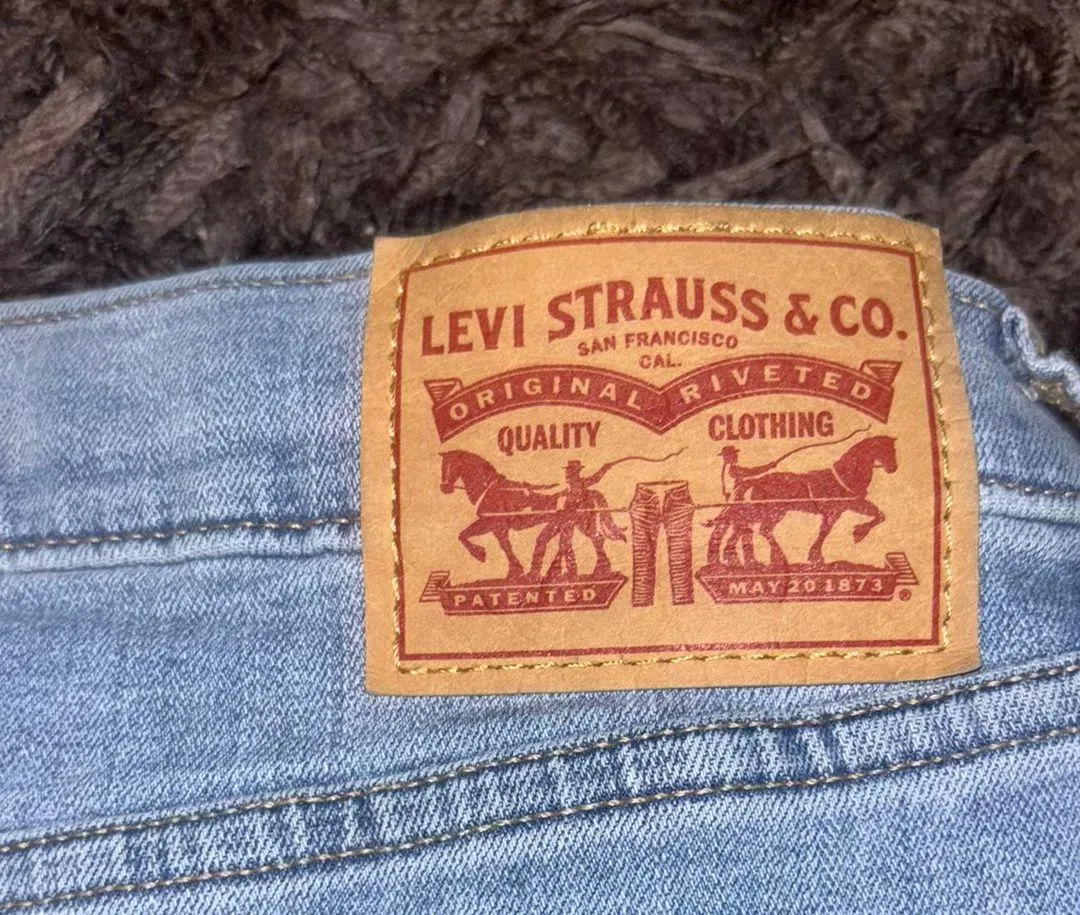 LEVI STRAUSS & CO.
SAN FRANCISCO
CAL.
ORIGINAL RIVETED
QUALITY CLOTHING
PATENTED MAY 20 1873 ®